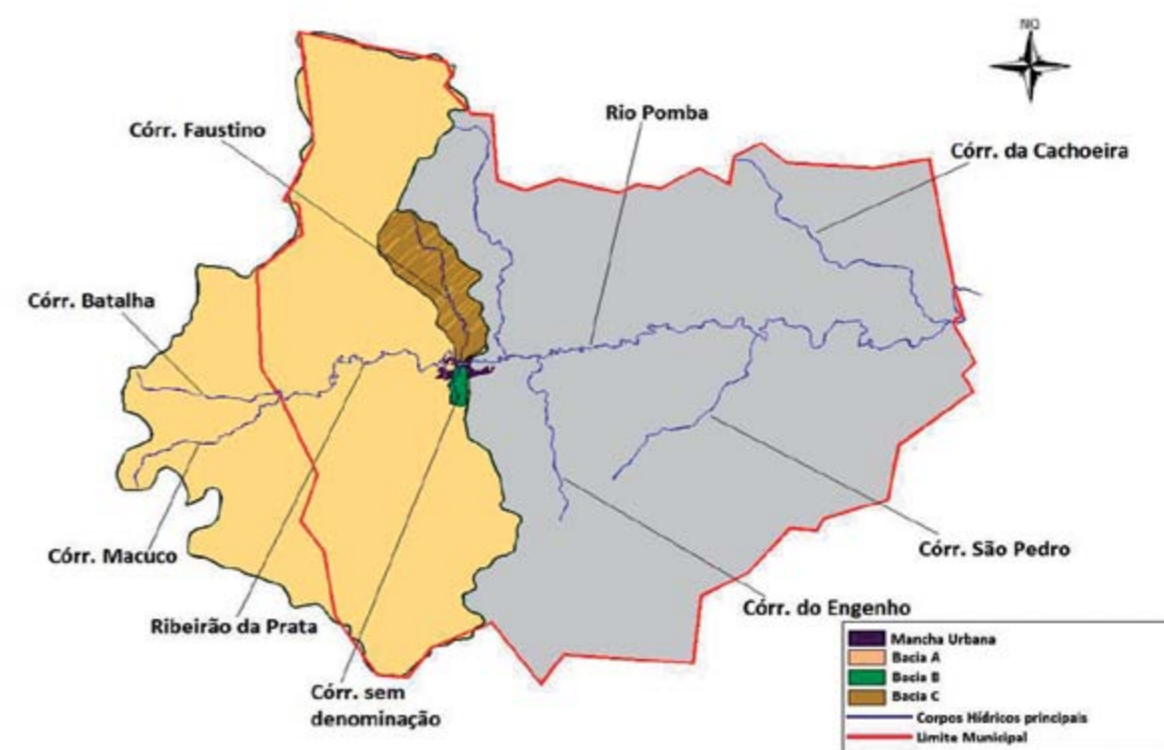 NQ
Rio Pomba
Córr. Faustino
Córr. da Cachoeira
Córr. Batalha
Córr. Macuco
Córr. São Pedro
Ribeirão da Prata
Córr. do Engenho
Córr. sem
denominação
Mancha Urbana
Bacia A
Bacia B
Bacia C
Corpos Hídricos principais
Limite Municipal